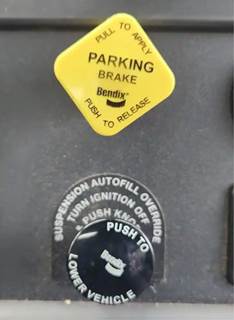 PULL TO APPLY
PARKING
BRAKE
Bendix®
PUSH TO RELEASE
SUSPENSION AUTOFILL OVERRIDE
TURN IGNITION OFF
& PUSH KNOB
PUSH TO
Bendix
LOWER VEHICLE